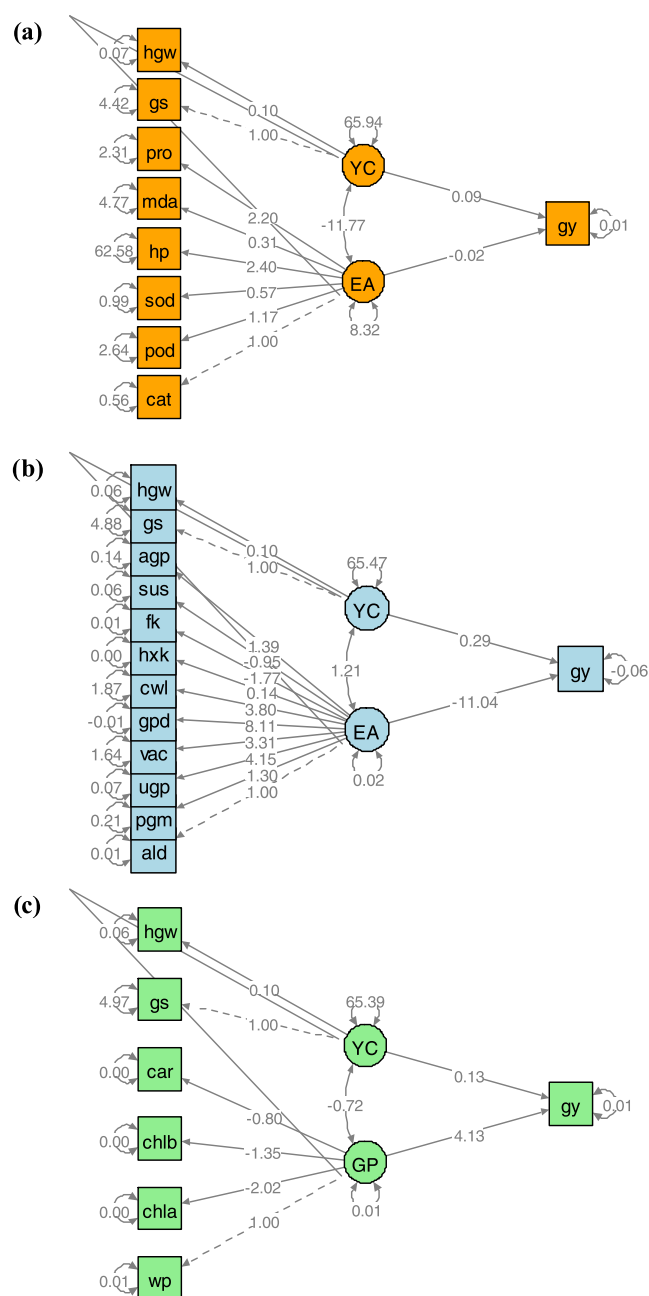 (a)
hgw
0.07
gs
4.42
pro
2.31
mda
4.77
hp
62.58
sod
0.99
pod
2.64
cat
0.56
0.10
1.00
2.20
0.31
2.40
0.57
1.17
1.00
65.94
YC
-11.77
EA
8.32
0.09
-0.02
gy
0.01
(b)
hgw
0.06
gs
4.88
agp
0.14
sus
0.06
fk
0.01
hxk
0.00
cwl
1.87
gpd
-0.01
vac
1.64
ugp
0.07
pgm
0.21
ald
0.01
0.10
1.00
1.39
-0.95
-1.77
0.14
3.80
8.11
3.31
4.15
1.30
1.00
65.47
YC
1.21
EA
0.02
0.29
-11.04
gy
-0.06
(c)
hgw
0.06
gs
4.97
car
0.00
chlb
0.00
chla
0.00
wp
0.01
0.10
1.00
-0.80
-1.35
-2.02
1.00
65.39
YC
-0.72
GP
0.01
0.13
4.13
gy
0.01